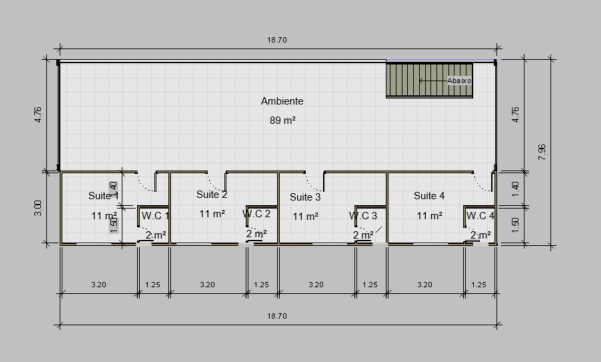 18.70
Abaixo
Ambiente
89 m²
4.76
4.76
7.96
3.00
Suite
1.40
11 m²
1.50
W.C 1
2 m²
Suite 2
11 m²
W.C 2
2 m²
Suite 3
11 m²
W.C 3
2 m²
Suite 4
11 m²
W.C 4
2 m²
1.40
1.50
3.20 1.25 3.20 1.25 3.20 1.25 3.20 1.25
18.70